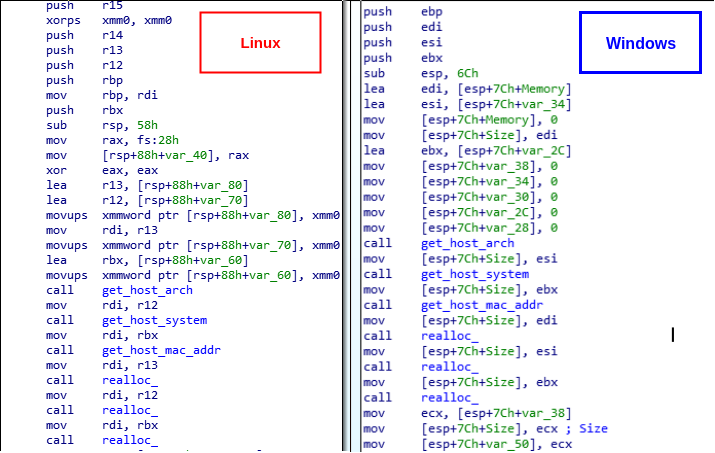 push r15
xorps xmm0, xmm0
push r14
push r13
push r12
push rbp
mov rbp, rdi
push rbx
sub rsp, 58h
mov rax, fs:28h
mov [rsp+88h+var_40], rax
xor eax, eax
lea r13, [rsp+88h+var_80]
lea r12, [rsp+88h+var_70]
movups xmmword ptr [rsp+88h+var_80], xmm0
mov rdi, r13
movups xmmword ptr [rsp+88h+var_70], xmm0
lea rbx, [rsp+88h+var_60]
movups xmmword ptr [rsp+88h+var_60], xmm0
call get_host_arch
mov rdi, r12
call get_host_system
mov rdi, rbx
call get_host_mac_addr
mov rdi, r13
call realloc_
mov rdi, r12
call realloc_
mov rdi, rbx
call realloc_
Linux
push ebp
push edi
push esi
push ebx
sub esp, 6Ch
lea edi, [esp+7Ch+Memory]
lea esi, [esp+7Ch+var_34]
mov [esp+7Ch+Memory], 0
mov [esp+7Ch+Size], edi
lea ebx, [esp+7Ch+var_2C]
mov [esp+7Ch+var_38], 0
mov [esp+7Ch+var_34], 0
mov [esp+7Ch+var_30], 0
mov [esp+7Ch+var_2C], 0
mov [esp+7Ch+var_28], 0
call get_host_arch
mov [esp+7Ch+Size], esi
call get_host_system
mov [esp+7Ch+Size], ebx
call get_host_mac_addr
mov [esp+7Ch+Size], edi
call realloc_
mov [esp+7Ch+Size], esi
call realloc_
mov [esp+7Ch+Size], ebx
call realloc_
mov ecx, [esp+7Ch+var_38]
mov [esp+7Ch+Size], ecx ; Size
mov [esp+7Ch+var_50], ecx
Windows